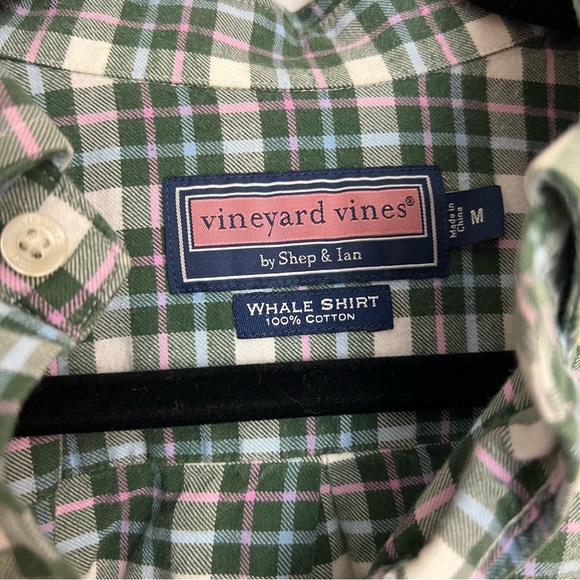 vineyard vines®
by Shep & Ian
WHALE SHIRT
100% COTTON
Made in
China
M